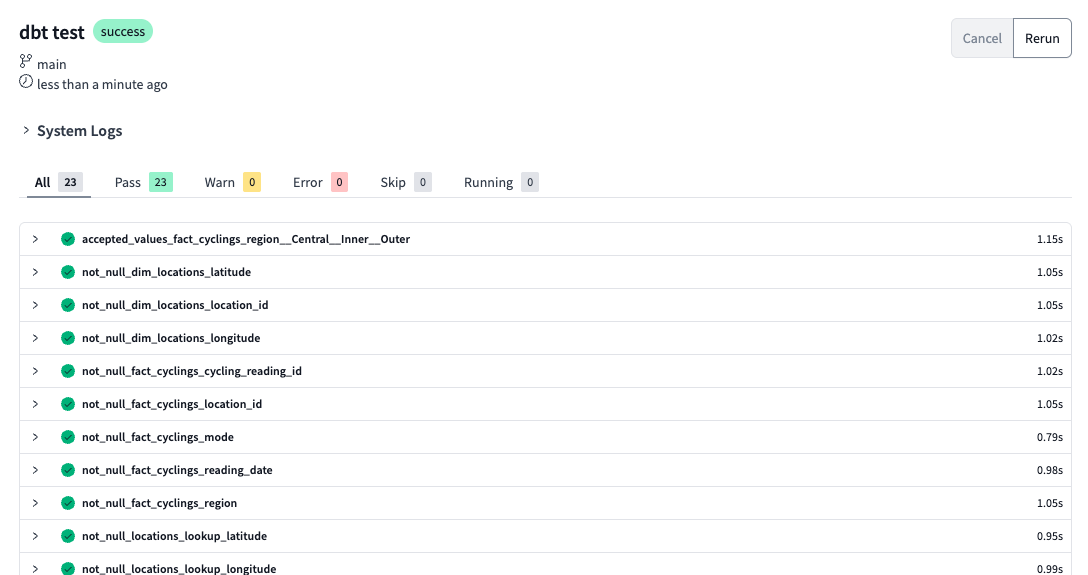 dbt test success
Cancel Rerun
main
less than a minute ago
System Logs
All 23 Pass 23 Warn 0 Error 0 Skip 0 Running 0
accepted_values_fact_cyclings_region__Central__Inner__Outer 1.15s
not_null_dim_locations_latitude 1.05s
not_null_dim_locations_location_id 1.05s
not_null_dim_locations_longitude 1.02s
not_null_fact_cyclings_cycling_reading_id 1.02s
not_null_fact_cyclings_location_id 1.05s
not_null_fact_cyclings_mode 0.79s
not_null_fact_cyclings_reading_date 0.98s
not_null_fact_cyclings_region 1.05s
not_null_locations_lookup_latitude 0.95s
not_null_locations_lookup_longitude 0.99s